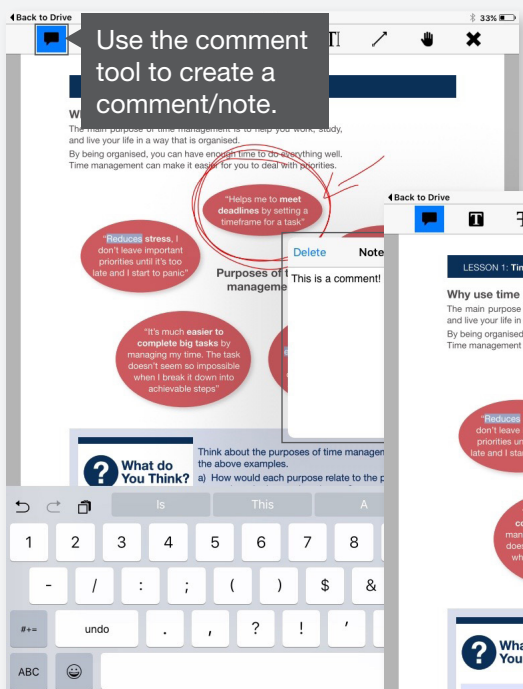 Back to Drive
33%
Use the comment
tool to create a
comment/note.
The main purpose of time management is to help you work, study,
and live your life in a way that is organised.
By being organised, you can have enough time to do everything well.
Time management can make it easier for you to deal with priorities.
"Helps me to meet
deadlines by setting a
timeframe for a task"
"Reduces stress, I
don't leave important
priorities until it's too
late and I start to panic"
Purposes of t
manageme
"It's much easier to
complete big tasks by
managing my time. The task
doesn't seem so impossible
when I break it down into
achievable steps"
Delete Note
This is a comment!
?
What do
You Think?
Think about the purposes of time managem
the above examples.
a) How would each purpose relate to the p
Is This A
1 2 3 4 5 6 7 8
- / : ; ( ) $ &
#+= undo . , ? ! '
ABC
Back to Drive
T
LESSON 1: Tim
Why use time
The main purpose
and live your life in
By being organised
Time management
"Reduces
don't leave
priorities un
late and I star
co
man
does
wh
?
Wha
You